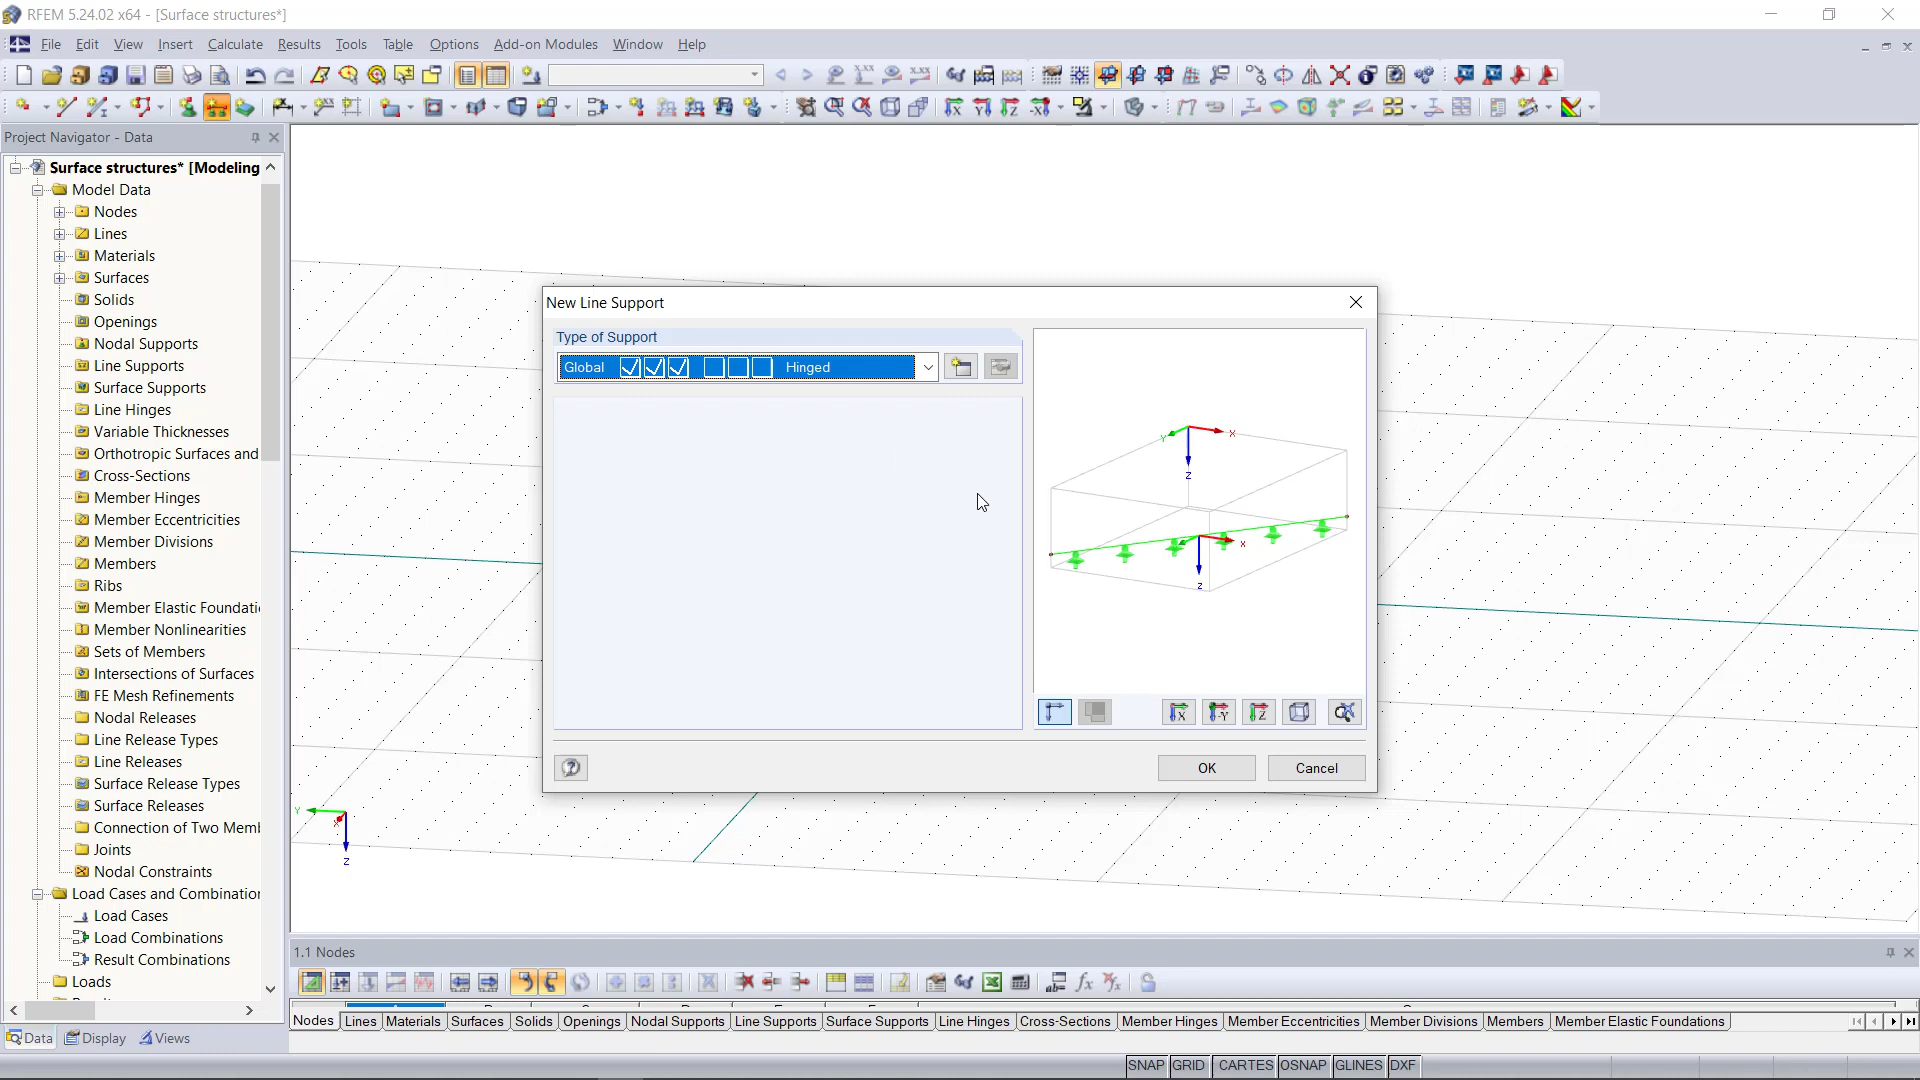 RFEM 5.24.02 x64 - [Surface structures*]
File Edit View Insert Calculate Results Tools Table Options Add-on Modules Window Help
Project Navigator - Data
Surface structures* [Modeling
Model Data
Nodes
Lines
Materials
Surfaces
Solids
Openings
Nodal Supports
Line Supports
Surface Supports
Line Hinges
Variable Thicknesses
Orthotropic Surfaces and
Cross-Sections
Member Hinges
Member Eccentricities
Member Divisions
Members
Ribs
Member Elastic Foundati
Member Nonlinearities
Sets of Members
Intersections of Surfaces
FE Mesh Refinements
Nodal Releases
Line Release Types
Line Releases
Surface Release Types
Surface Releases
Connection of Two Memb
Joints
Nodal Constraints
Load Cases and Combination
Load Cases
Load Combinations
Result Combinations
Loads
Data Display Views
New Line Support
Type of Support
Global Hinged
Y X
Z
X
Z
X -Y Z
OK Cancel
Y X
Z
1.1 Nodes
Nodes Lines Materials Surfaces Solids Openings Nodal Supports Line Supports Surface Supports Line Hinges Cross-Sections Member Hinges Member Eccentricities Member Divisions Members Member Elastic Foundations
SNAP GRID CARTES OSNAP GLINES DXF